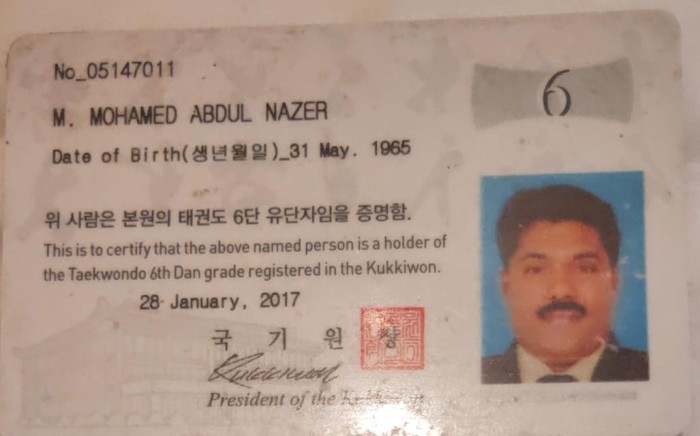 No_05147011
6
M. MOHAMED ABDUL NAZER
Date of Birth(생년월일)_31 May. 1965
위 사람은 본원의 태권도 6단 유단자임을 증명함.
This is to certify that the above named person is a holder of
the Taekwondo 6th Dan grade registered in the Kukkiwon.
28 January, 2017
국 기 원 장
President of the